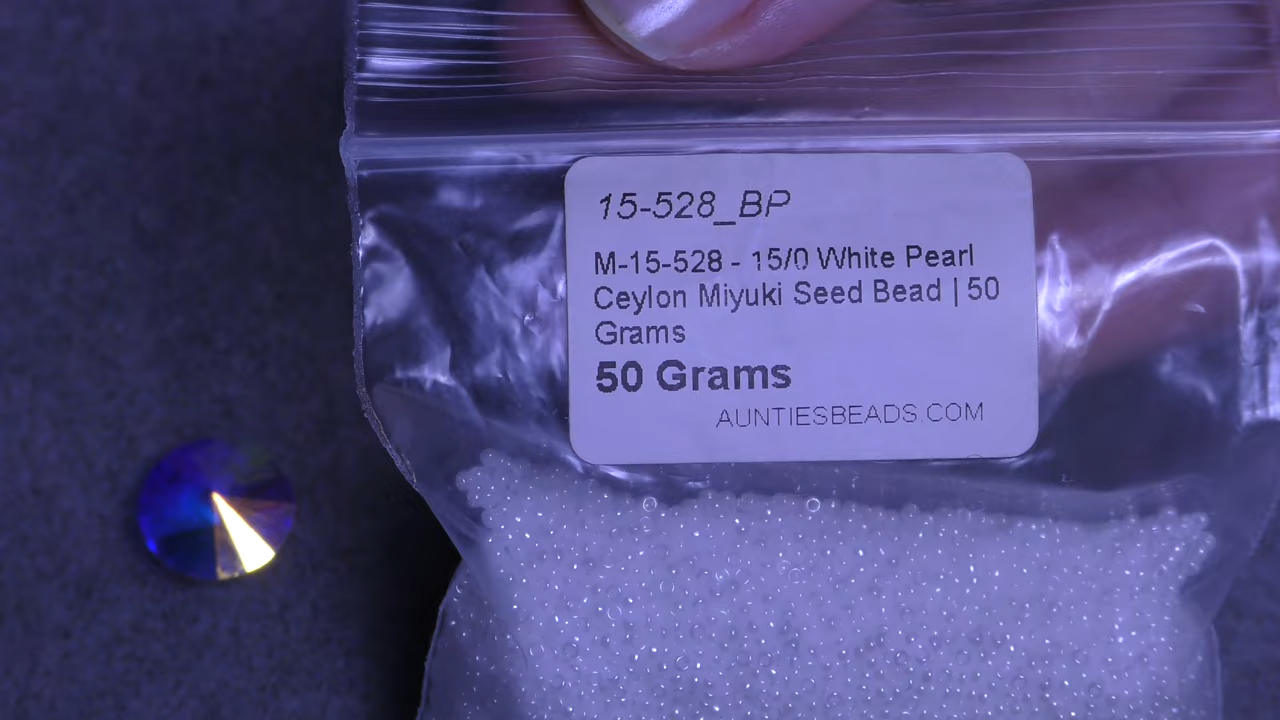 15-528_BP
M-15-528 - 15/0 White Pearl
Ceylon Miyuki Seed Bead | 50
Grams
50 Grams
AUNTIESBEADS.COM